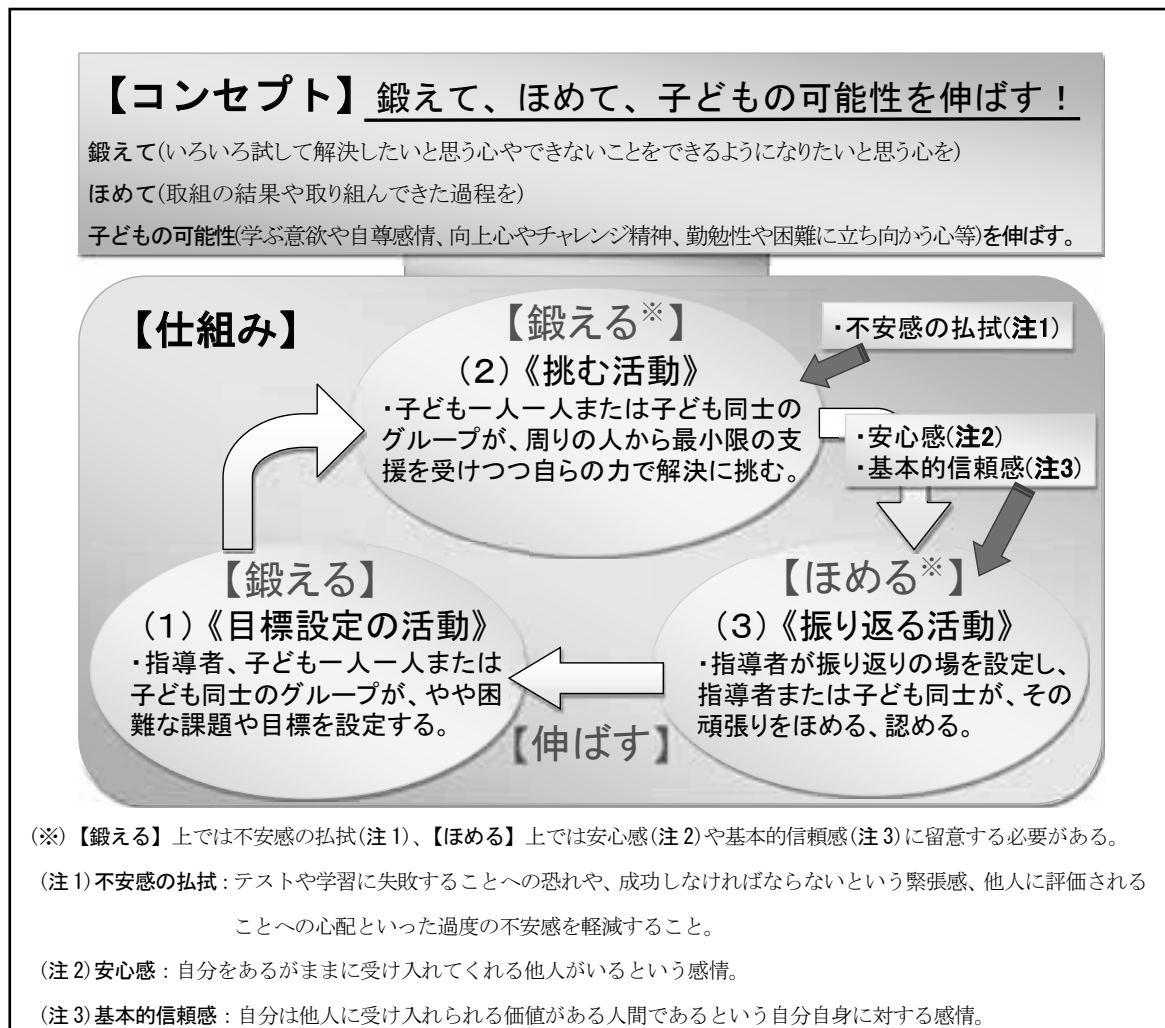 【コンセプト】鍛えて、ほめて、子どもの可能性を伸ばす！
鍛えて(いろいろ試して解決したいと思う心やできないことをできるようになりたいと思う心を)
ほめて(取組の結果や取り組んできた過程を)
子どもの可能性(学ぶ意欲や自尊感情、向上心やチャレンジ精神、勤勉性や困難に立ち向かう心等)を伸ばす。
【仕組み】
【鍛える※】
(２)《挑む活動》
・子ども一人一人または子ども同士の
グループが、周りの人から最小限の支
援を受けつつ自らの力で解決に挑む。
・不安感の払拭(注1)
・安心感(注2)
・基本的信頼感(注3)
【鍛える】
(１)《目標設定の活動》
・指導者、子ども一人一人または
子ども同士のグループが、やや困
難な課題や目標を設定する。
【ほめる※】
(３)《振り返る活動》
・指導者が振り返りの場を設定し、
指導者または子ども同士が、その
頑張りをほめる、認める。
【伸ばす】
(※)【鍛える】上では不安感の払拭(注1)、【ほめる】上では安心感(注2)や基本的信頼感(注3)に留意する必要がある。
(注1)不安感の払拭：テストや学習に失敗することへの恐れや、成功しなければならないという緊張感、他人に評価される
ことへの心配といった過度の不安感を軽減すること。
(注2)安心感：自分をあるがままに受け入れてくれる他人がいるという感情。
(注3)基本的信頼感：自分は他人に受け入れられる価値がある人間であるという自分自身に対する感情。